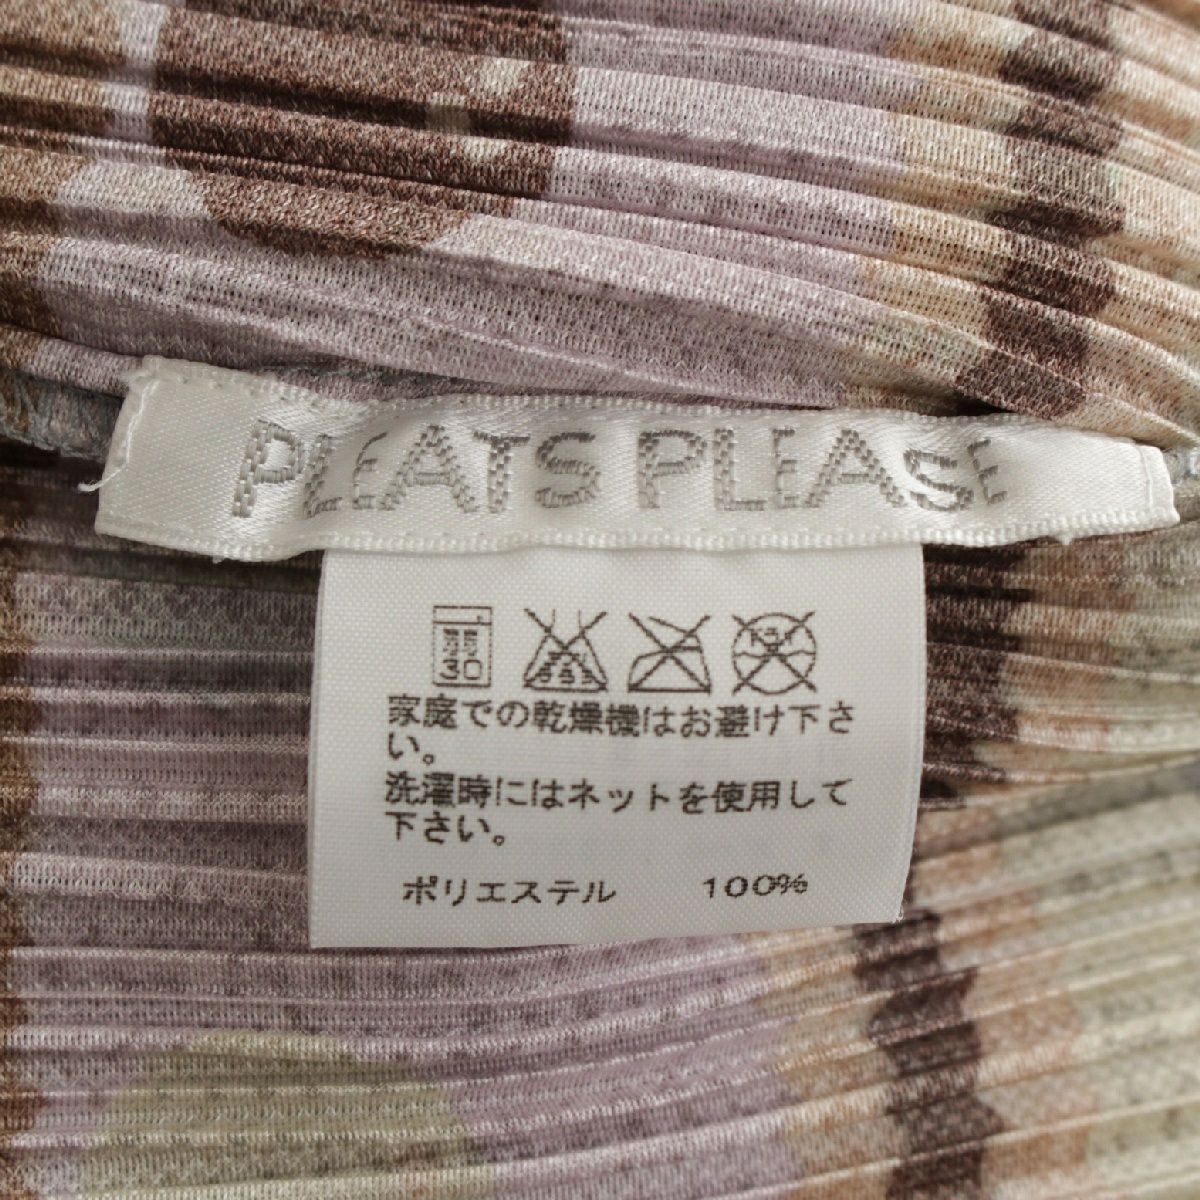 PLEATS PLEASE
30
家庭での乾燥機はお避け下さ
い。
洗濯時にはネットを使用して
下さい。
ポリエステル 100%